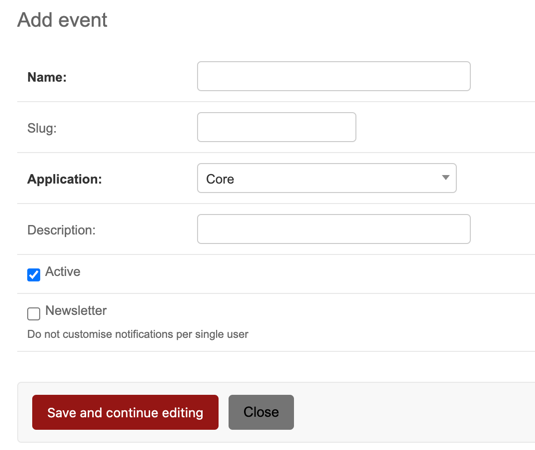 Add event
Name:
Slug:
Application:
Core
Description:
Active
Newsletter
Do not customise notifications per single user
Save and continue editing
Close